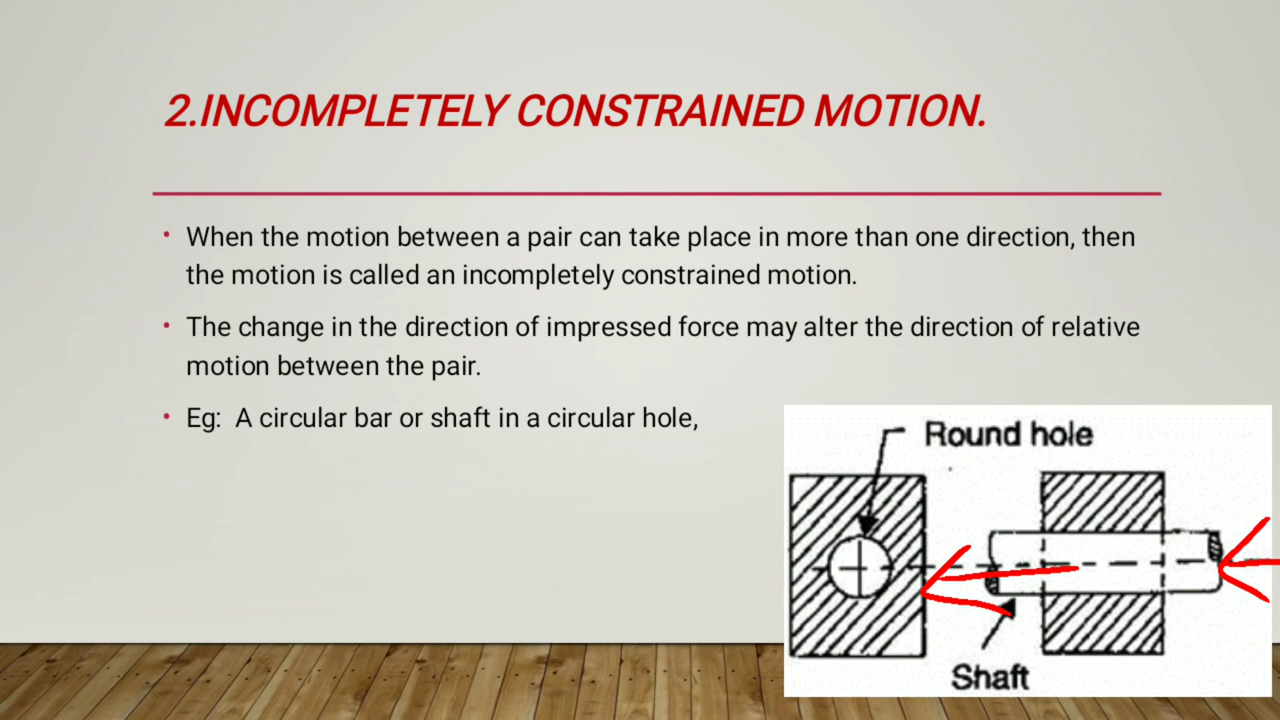 2.INCOMPLETELY CONSTRAINED MOTION.
• When the motion between a pair can take place in more than one direction, then
the motion is called an incompletely constrained motion.
• The change in the direction of impressed force may alter the direction of relative
motion between the pair.
• Eg:  A circular bar or shaft in a circular hole,
Round hole
Shaft